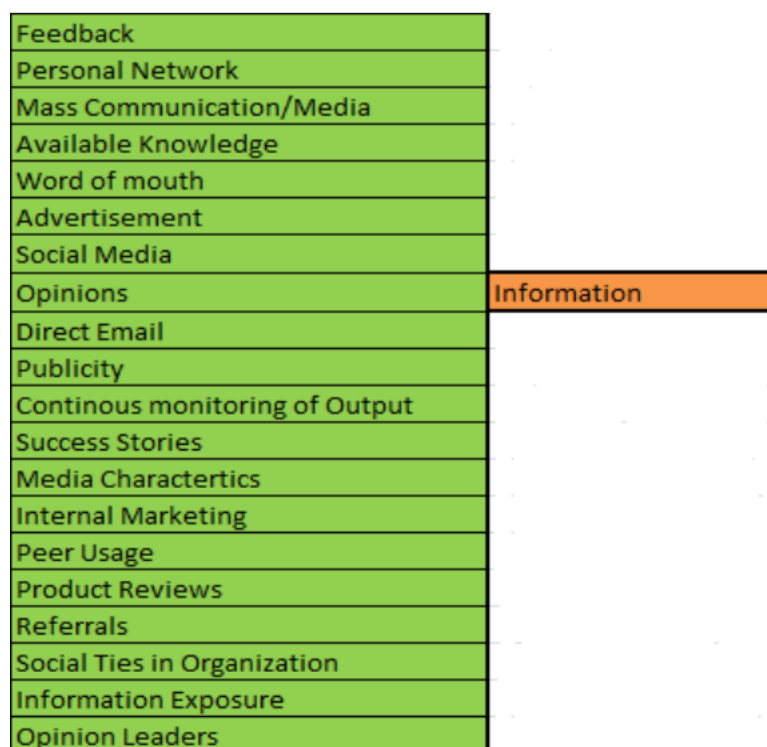 Feedback
Personal Network
Mass Communication/Media
Available Knowledge
Word of mouth
Advertisement
Social Media
Opinions
Information
Direct Email
Publicity
Continous monitoring of Output
Success Stories
Media Charactertics
Internal Marketing
Peer Usage
Product Reviews
Referrals
Social Ties in Organization
Information Exposure
Opinion Leaders